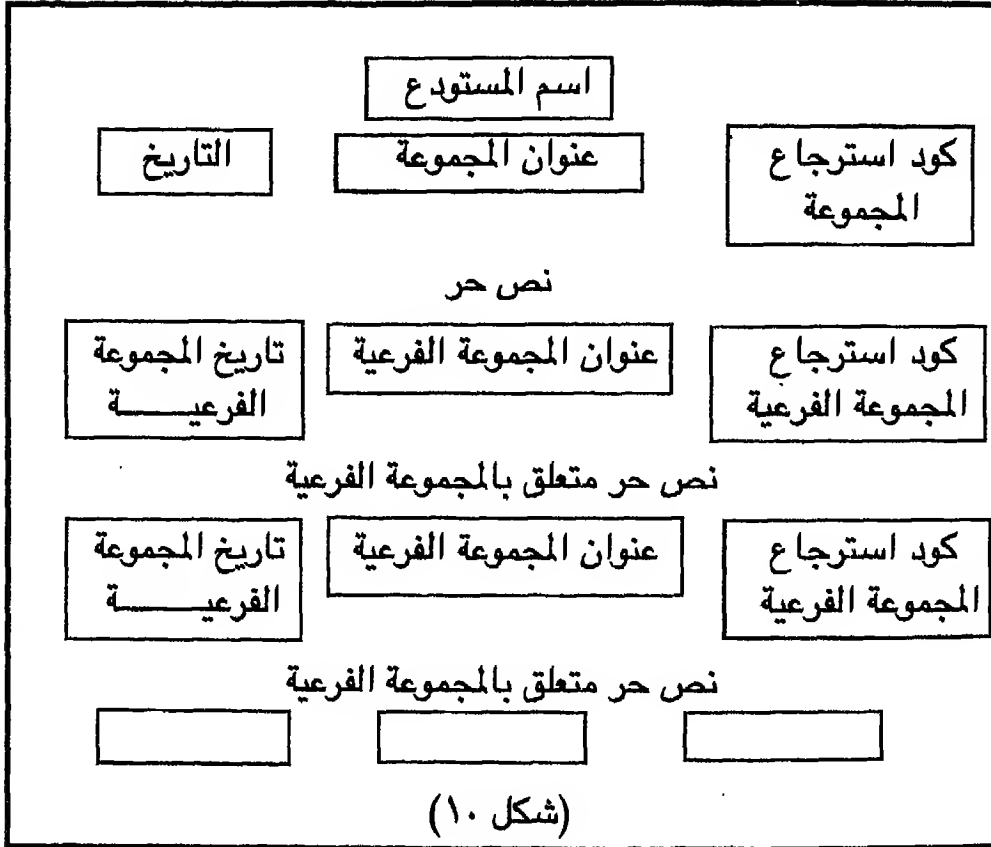 اسم المستودع
كود استرجاع المجموعة
عنوان المجموعة
التاريخ
نص حر
كود استرجاع المجموعة الفرعية
عنوان المجموعة الفرعية
تاريخ المجموعة الفرعيـــــة
نص حر متعلق بالمجموعة الفرعية
كود استرجاع المجموعة الفرعية
عنوان المجموعة الفرعية
تاريخ المجموعة الفرعيـــــة
نص حر متعلق بالمجموعة الفرعية
(شكل ١٠)